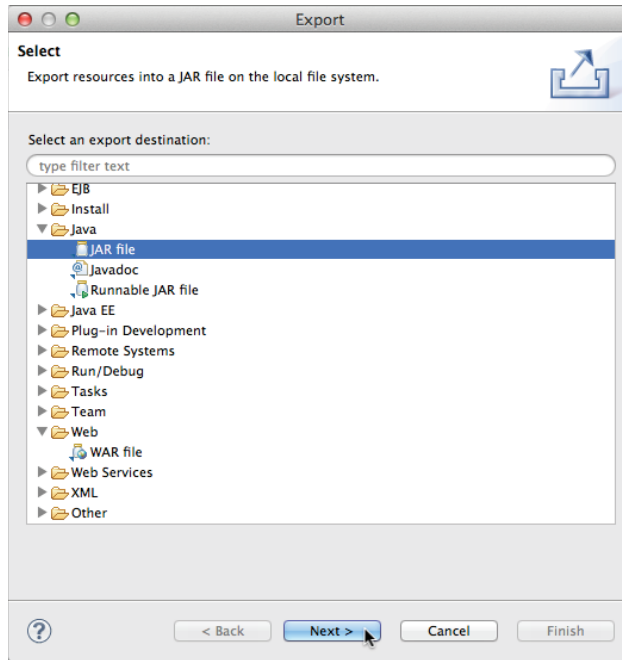 Export
Select
Export resources into a JAR file on the local file system.
Select an export destination:
type filter text
EJB
Install
Java
JAR file
@ Javadoc
Runnable JAR file
Java EE
Plug-in Development
Remote Systems
Run/Debug
Tasks
Team
Web
WAR file
Web Services
XML
Other
? < Back Next > Cancel Finish